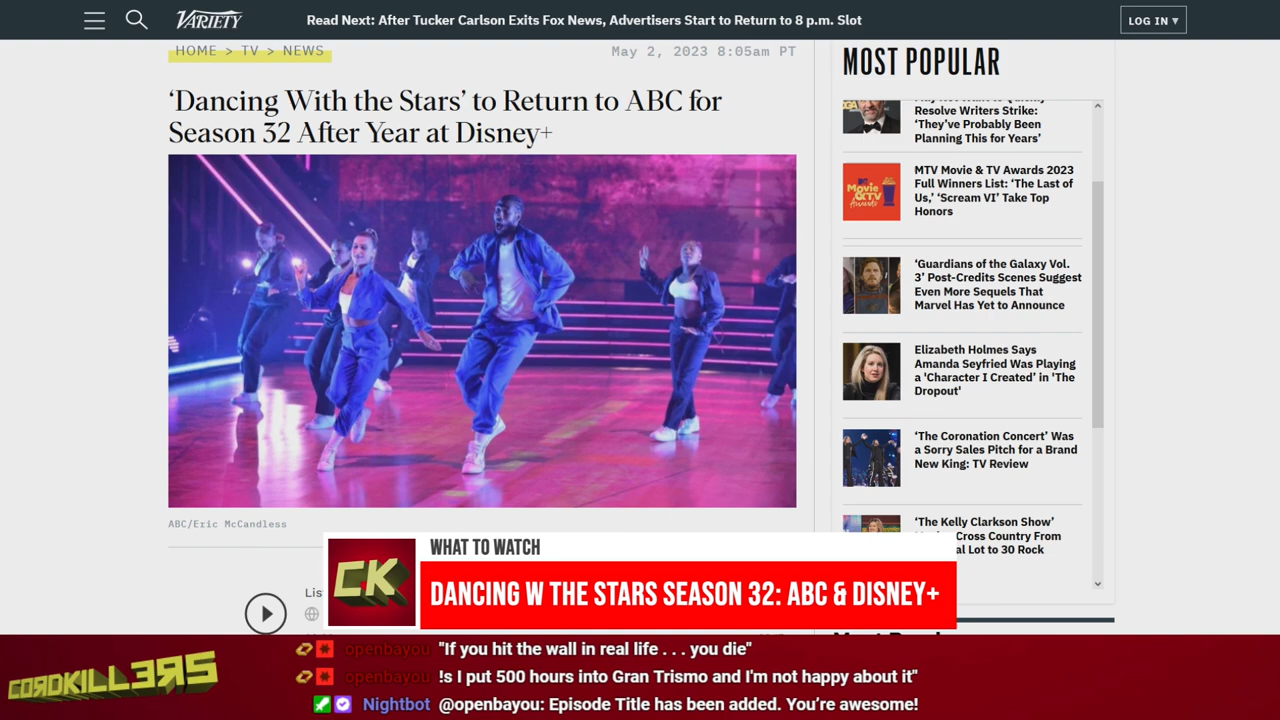 VARIETY
Read Next: After Tucker Carlson Exits Fox News, Advertisers Start to Return to 8 p.m. Slot
LOG IN ▾
HOME > TV > NEWS
May 2, 2023 8:05am PT
‘Dancing With the Stars’ to Return to ABC for
Season 32 After Year at Disney+
ABC/Eric McCandless
Lis
MOST POPULAR
Resolve Writers Strike:
‘They’ve Probably Been
Planning This for Years’
MTV Movie & TV Awards 2023
Full Winners List: ‘The Last of
Us,’ ‘Scream VI’ Take Top
Honors
‘Guardians of the Galaxy Vol.
3’ Post-Credits Scenes Suggest
Even More Sequels That
Marvel Has Yet to Announce
Elizabeth Holmes Says
Amanda Seyfried Was Playing
a 'Character I Created’ in 'The
Dropout'
‘The Coronation Concert’ Was
a Sorry Sales Pitch for a Brand
New King: TV Review
‘The Kelly Clarkson Show’
Cross Country From
al Lot to 30 Rock
MTV
Movie
&TV
Awards
CK
WHAT TO WATCH
DANCING W THE STARS SEASON 32: ABC & DISNEY+
CORDKILLERS
openbayou "If you hit the wall in real life . . . you die"
openbayou !s I put 500 hours into Gran Trismo and I'm not happy about it"
Nightbot @openbayou: Episode Title has been added. You’re awesome!